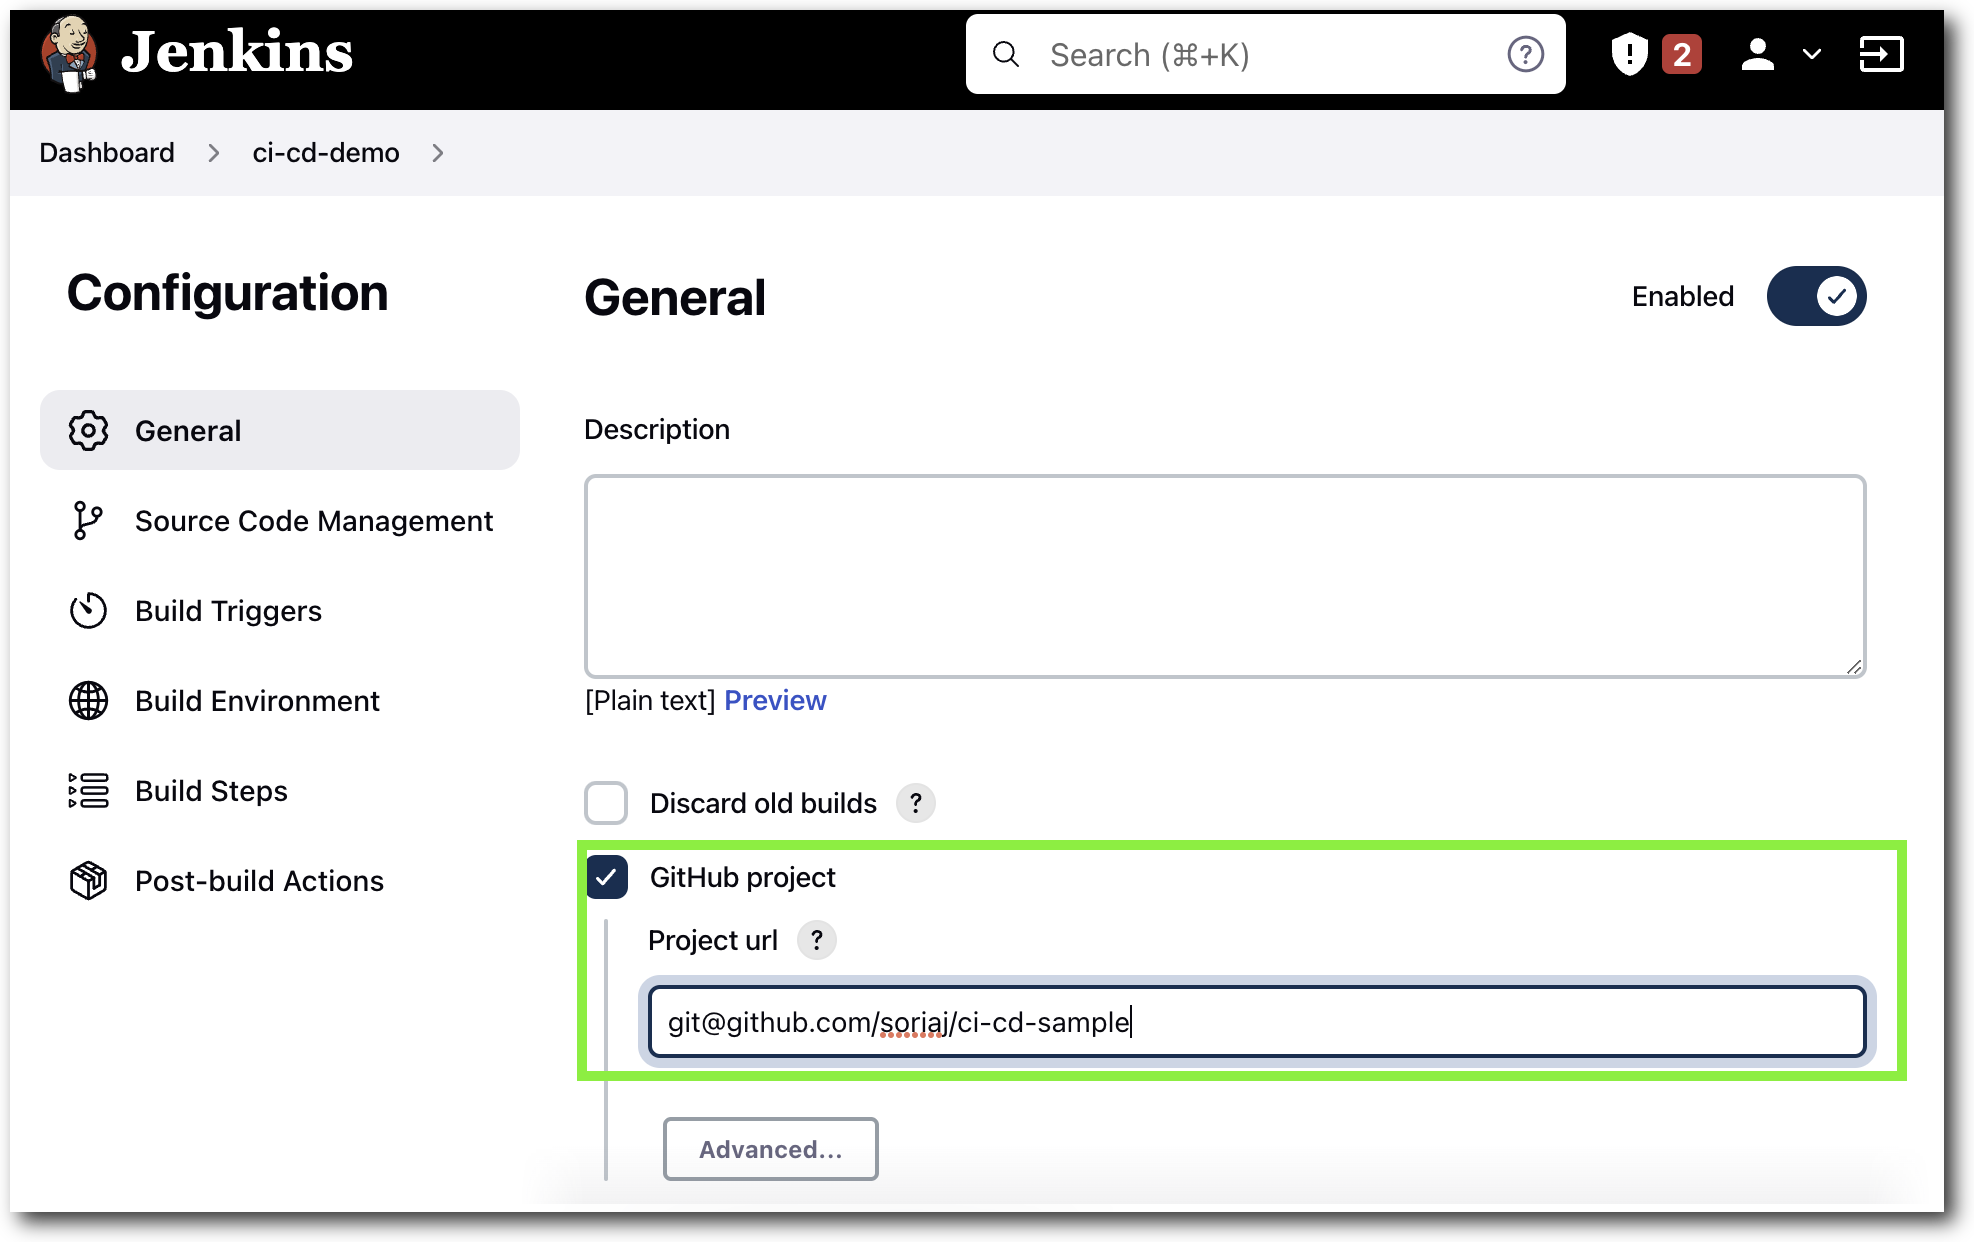 Jenkins
Search (⌘+K)
?
2
Dashboard
ci-cd-demo
Configuration
General
Source Code Management
Build Triggers
Build Environment
Build Steps
Post-build Actions
General
Enabled
Description
[Plain text] Preview
Discard old builds ?
GitHub project
Project url ?
git@github.com/soriaj/ci-cd-sample
Advanced...